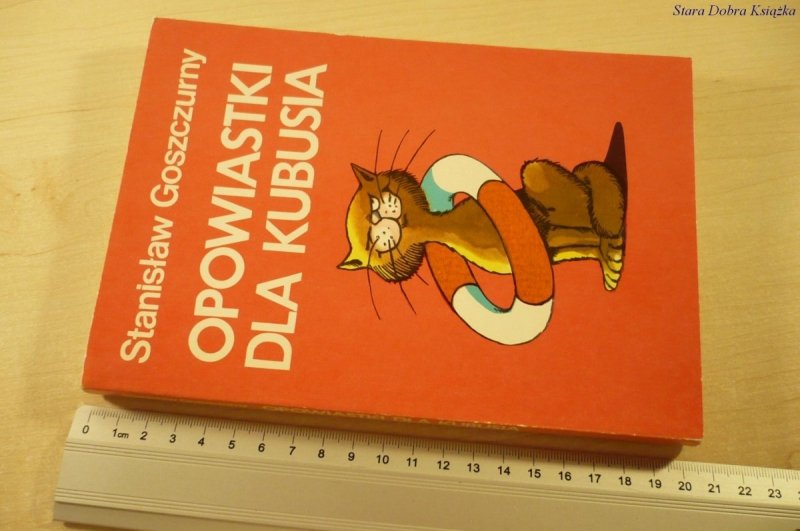 Stara Dobra Książka
Stanisław Goszczurny
OPOWIASTKI
DLA KUBUSIA
0 1cm 2 3 4 5 6 7 8 9 10 11 12 13 14 15 16 17 18 19 20 21 22 23